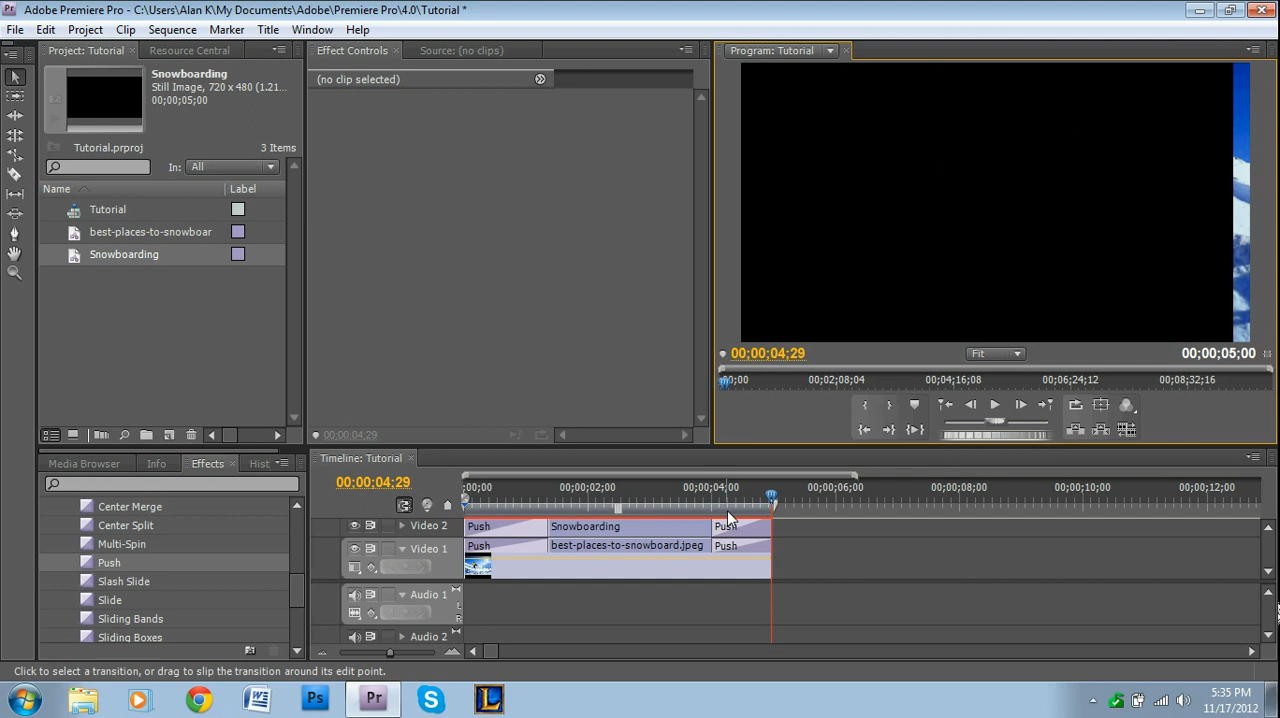 Adobe Premiere Pro - C:\Users\Alan K\My Documents\Adobe\Premiere Pro\4.0\Tutorial *
File Edit Project Clip Sequence Marker Title Window Help
Project: Tutorial Resource Central
Snowboarding
Still Image, 720 x 480 (1.21...
00;00;05;00
Tutorial.prproj 3 Items
In: All
Name Label
Tutorial
best-places-to-snowboar
Snowboarding
Effect Controls Source: (no clips)
(no clip selected)
00;00;04;29
Program: Tutorial
00;00;04;29 Fit 00;00;05;00
00;00 00;02;08;04 00;04;16;08 00;06;24;12 00;08;32;16
Media Browser Info Effects Hist
Center Merge
Center Split
Multi-Spin
Push
Slash Slide
Slide
Sliding Bands
Sliding Boxes
Timeline: Tutorial
00;00;04;29 ;00;00 00;00;02;00 00;00;04;00 00;00;06;00 00;00;08;00 00;00;10;00 00;00;12;00
Video 2 Push Snowboarding Push
Video 1 Push best-places-to-snowboard.jpeg Push
Audio 1
L
R
Audio 2
Click to select a transition, or drag to slip the transition around its edit point.
W Ps Pr S L
5:35 PM
11/17/2012